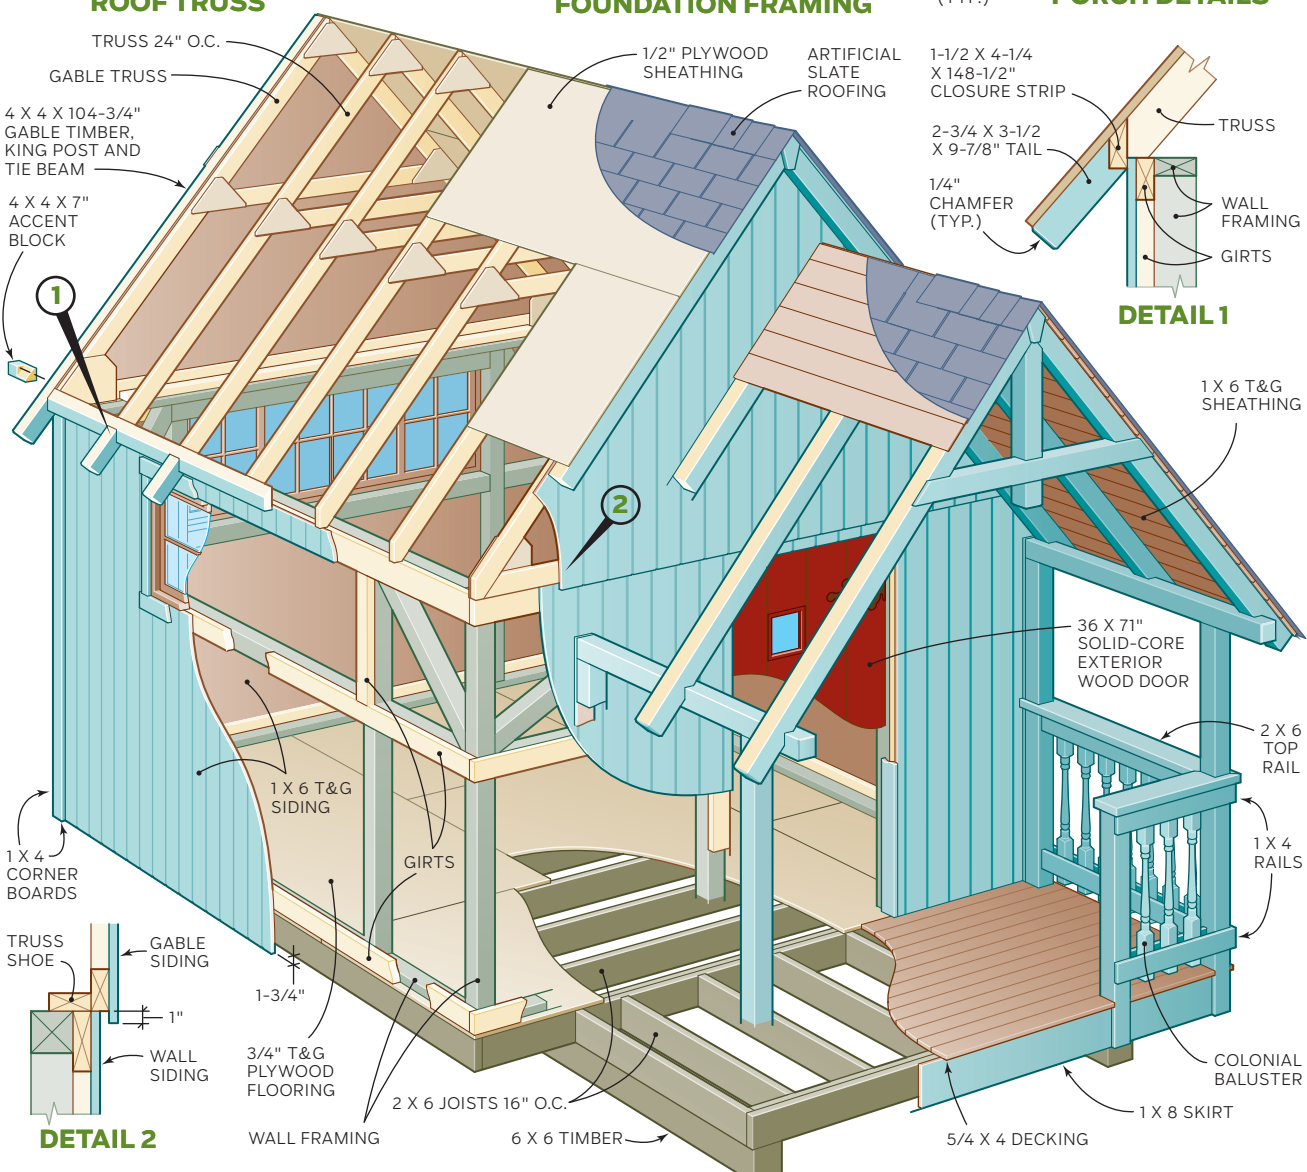 ROOF TRUSS
FOUNDATION FRAMING
(TYP.)
PORCH DETAILS
TRUSS 24" O.C.
GABLE TRUSS
4 X 4 X 104-3/4"
GABLE TIMBER,
KING POST AND
TIE BEAM
4 X 4 X 7"
ACCENT
BLOCK
1
1/2" PLYWOOD
SHEATHING
ARTIFICIAL
SLATE
ROOFING
1-1/2 X 4-1/4
X 148-1/2"
CLOSURE STRIP
2-3/4 X 3-1/2
X 9-7/8" TAIL
1/4"
CHAMFER
(TYP.)
TRUSS
WALL
FRAMING
GIRTS
DETAIL 1
1 X 6 T&G
SHEATHING
2
36 X 71"
SOLID-CORE
EXTERIOR
WOOD DOOR
2 X 6
TOP
RAIL
1 X 4
RAILS
1 X 6 T&G
SIDING
GIRTS
1 X 4
CORNER
BOARDS
TRUSS
SHOE
GABLE
SIDING
1"
WALL
SIDING
DETAIL 2
1-3/4"
3/4" T&G
PLYWOOD
FLOORING
WALL FRAMING
2 X 6 JOISTS 16" O.C.
6 X 6 TIMBER
5/4 X 4 DECKING
1 X 8 SKIRT
COLONIAL
BALUSTER